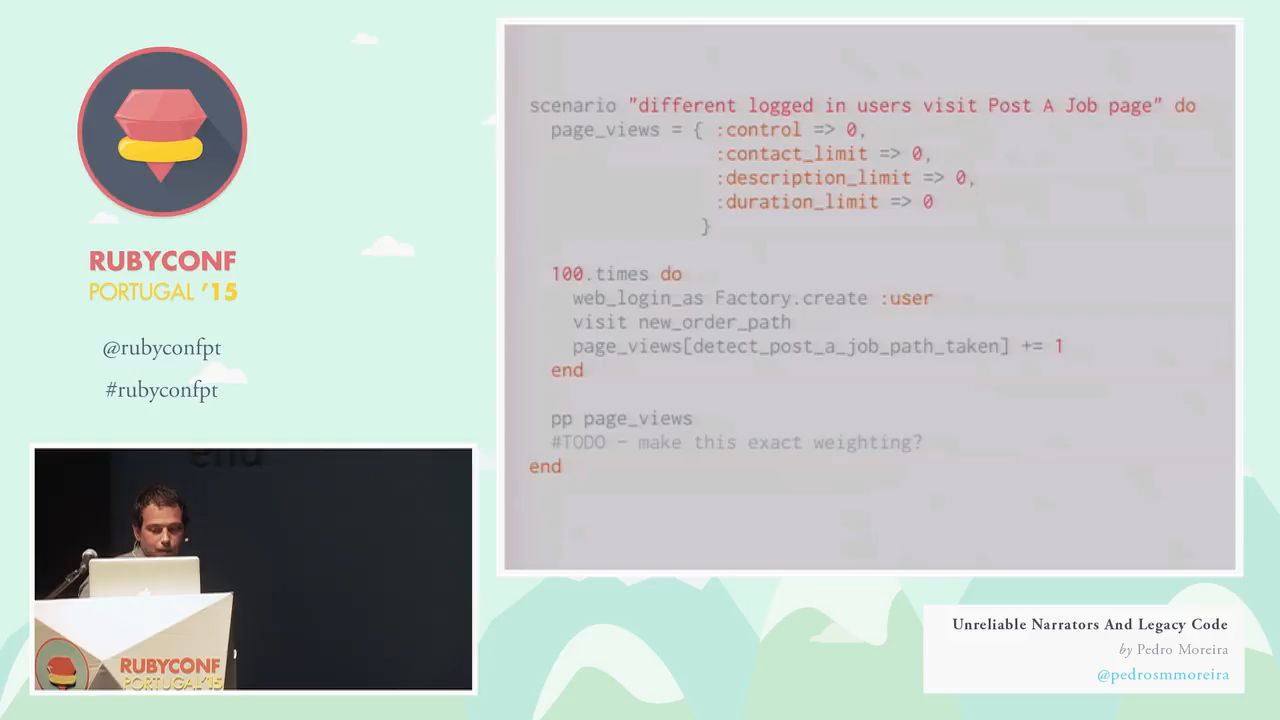 RUBYCONF
PORTUGAL '15
@rubyconfpt
#rubyconfpt
scenario "different logged in users visit Post A Job page" do
page_views = { :control => 0,
:contact_limit => 0,
:description_limit => 0,
:duration_limit => 0
}
100.times do
web_login_as Factory.create :user
visit new_order_path
page_views[detect_post_a_job_path_taken] += 1
end
pp page_views
#TODO - make this exact weighting?
end
end
RUBYCONF
PORTUGAL'15
Unreliable Narrators And Legacy Code
by Pedro Moreira
@pedrosmmoreira